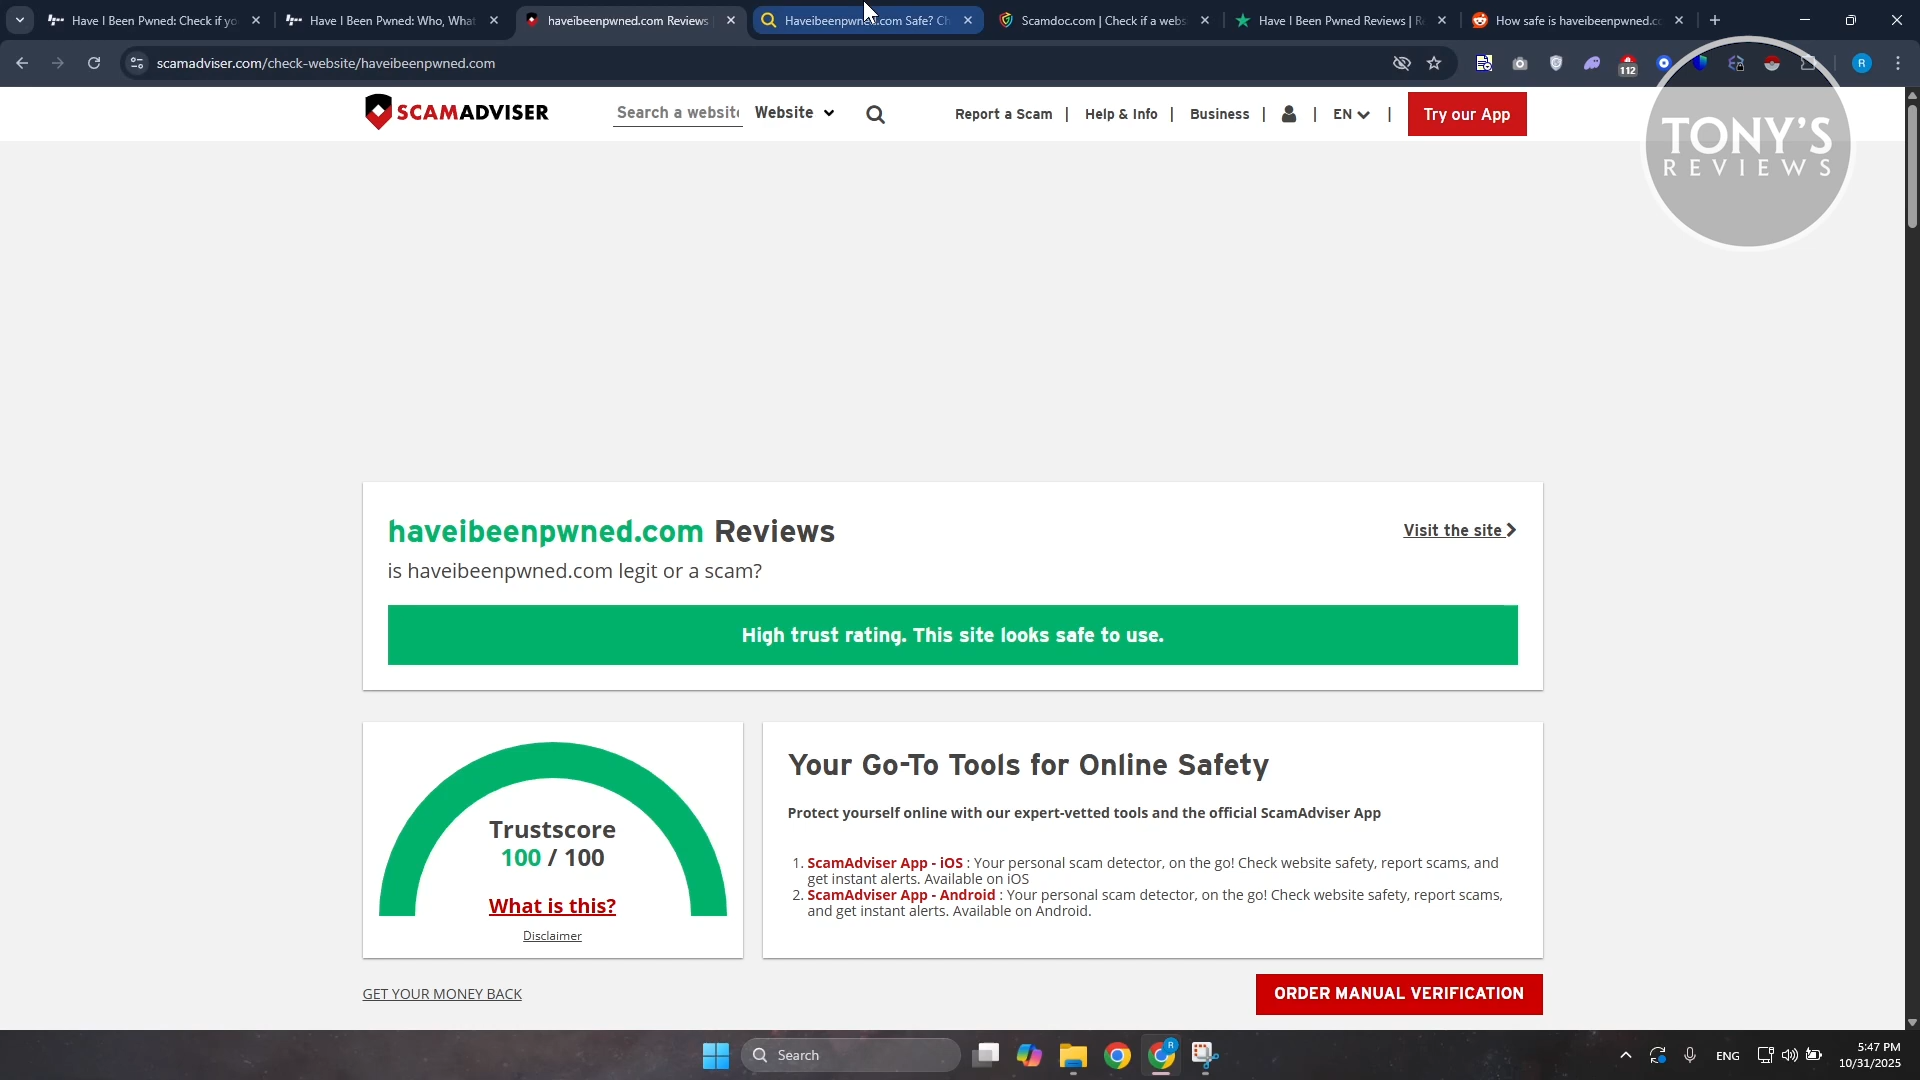 Have I Been Pwned: Check if yo
Have I Been Pwned: Who, What
haveibeenpwned.com Reviews
Haveibeenpwned.com Safe? Ch
Scamdoc.com | Check if a webs
Have I Been Pwned Reviews | R
How safe is haveibeenpwned.co
scamadviser.com/check-website/haveibeenpwned.com
112
R
SCAMADVISER
Search a website
Website
Report a Scam | Help & Info | Business | | EN |
Try our App
TONY'S
REVIEWS
haveibeenpwned.com Reviews
Visit the site
is haveibeenpwned.com legit or a scam?
High trust rating. This site looks safe to use.
Trustscore
100 / 100
What is this?
Disclaimer
Your Go-To Tools for Online Safety
Protect yourself online with our expert-vetted tools and the official ScamAdviser App
1. ScamAdviser App - iOS : Your personal scam detector, on the go! Check website safety, report scams, and
get instant alerts. Available on iOS
2. ScamAdviser App - Android : Your personal scam detector, on the go! Check website safety, report scams,
and get instant alerts. Available on Android.
GET YOUR MONEY BACK
ORDER MANUAL VERIFICATION
Search
R
ENG
5:47 PM
10/31/2025